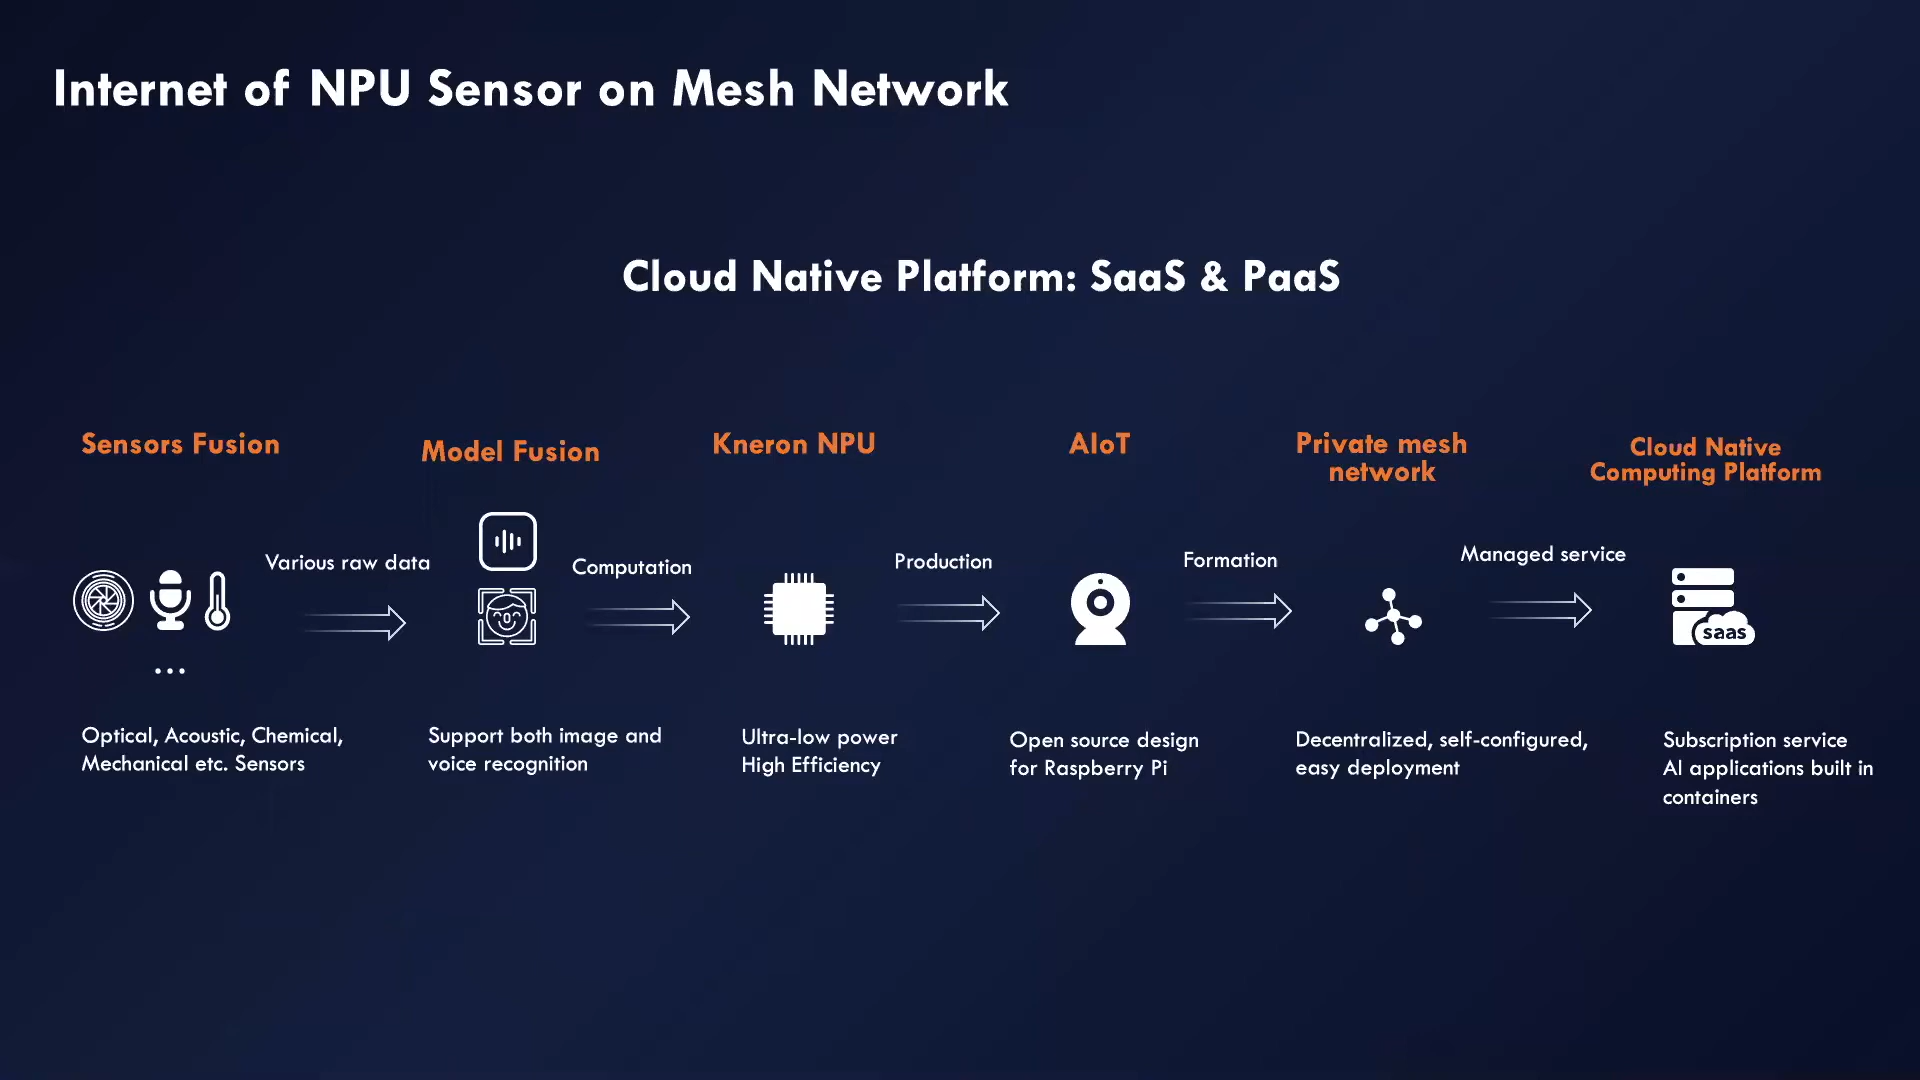 Internet of NPU Sensor on Mesh Network
Cloud Native Platform: SaaS & PaaS
Sensors Fusion
Various raw data
Optical, Acoustic, Chemical,
Mechanical etc. Sensors
Model Fusion
Computation
Support both image and
voice recognition
Kneron NPU
Production
Ultra-low power
High Efficiency
AIoT
Formation
Open source design
for Raspberry Pi
Private mesh
network
Managed service
Decentralized, self-configured,
easy deployment
Cloud Native
Computing Platform
saas
Subscription service
AI applications built in
containers